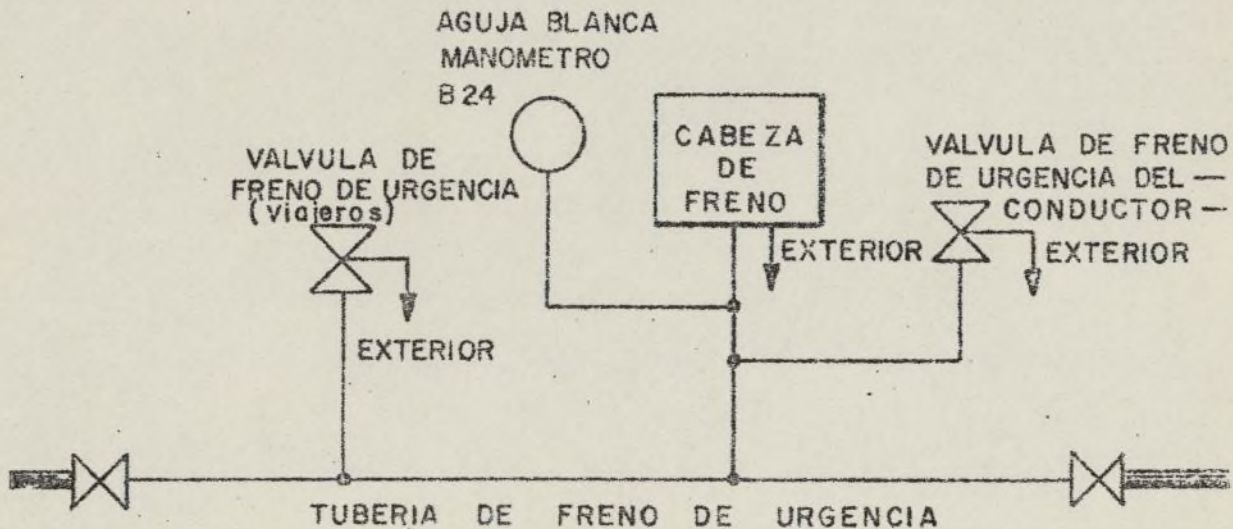 AGUJA BLANCA
MANOMETRO
B24
CABEZA
DE
FRENO
VALVULA DE
FRENO DE URGENCIA
(viajeros)
VALVULA DE FRENO
DE URGENCIA DEL —
CONDUCTOR —
EXTERIOR
EXTERIOR
EXTERIOR
TUBERIA DE FRENO DE URGENCIA